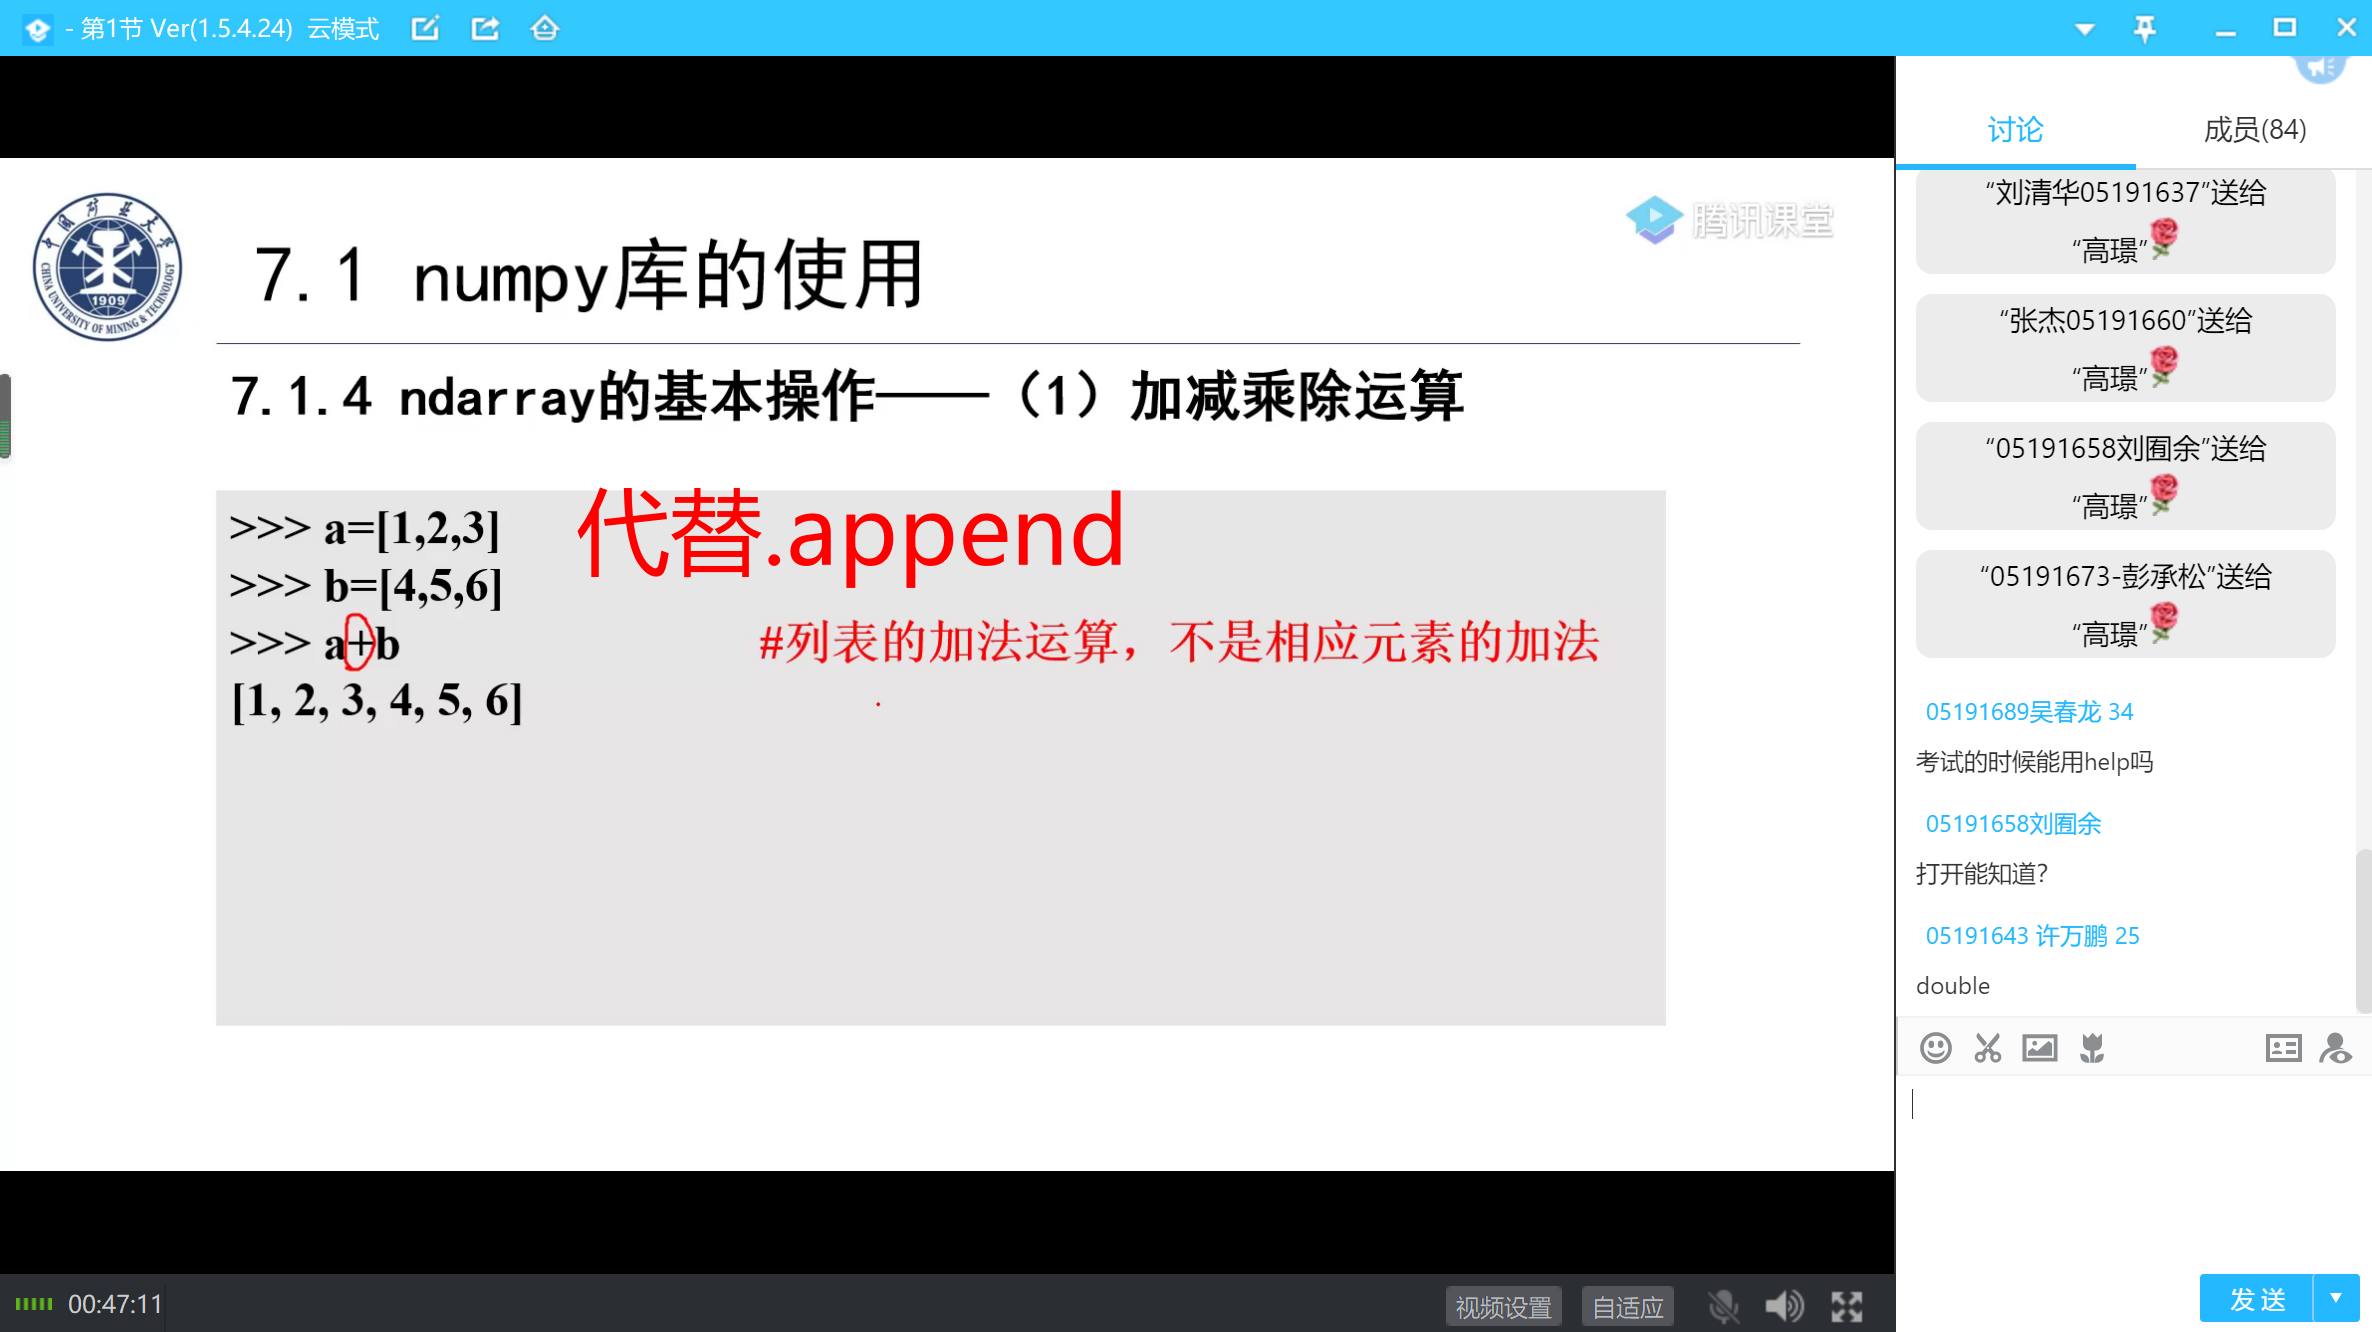 - 第1节 Ver(1.5.4.24) 云模式
中国矿业大学
CHINA UNIVERSITY OF MINING & TECHNOLOGY
1909
7.1 numpy库的使用
腾讯课堂
7.1.4 ndarray的基本操作——（1）加减乘除运算
>>> a=[1,2,3]
代替.append
>>> b=[4,5,6]
>>> a+b
#列表的加法运算，不是相应元素的加法
[1, 2, 3, 4, 5, 6]
00:47:11
视频设置
自适应
讨论
成员(84)
“刘清华05191637”送给
“高璟”
“张杰05191660”送给
“高璟”
“05191658刘囿余”送给
“高璟”
“05191673-彭承松”送给
“高璟”
05191689吴春龙 34
考试的时候能用help吗
05191658刘囿余
打开能知道？
05191643 许万鹏 25
double
发送